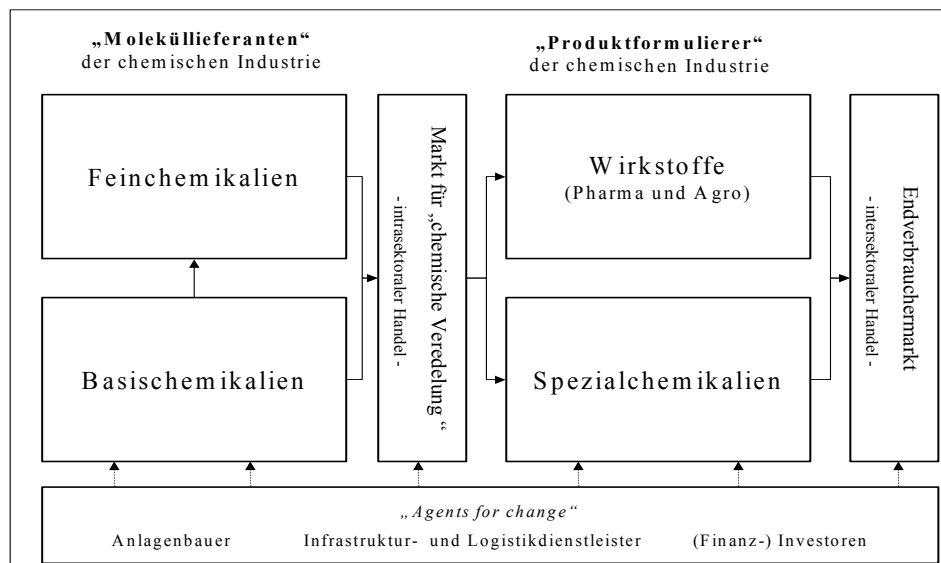 „Moleküllieferanten“
der chemischen Industrie
„Produktformulierer“
der chemischen Industrie
Feinchemikalien
Basischemikalien
Markt für „chemische Veredelung “
- intrasektoraler Handel -
Wirkstoffe
(Pharma und Agro)
Spezialchemikalien
Endverbrauchermarkt
- intersektoraler Handel -
„Agents for change“
Anlagenbauer
Infrastruktur- und Logistikdienstleister
(Finanz-) Investoren